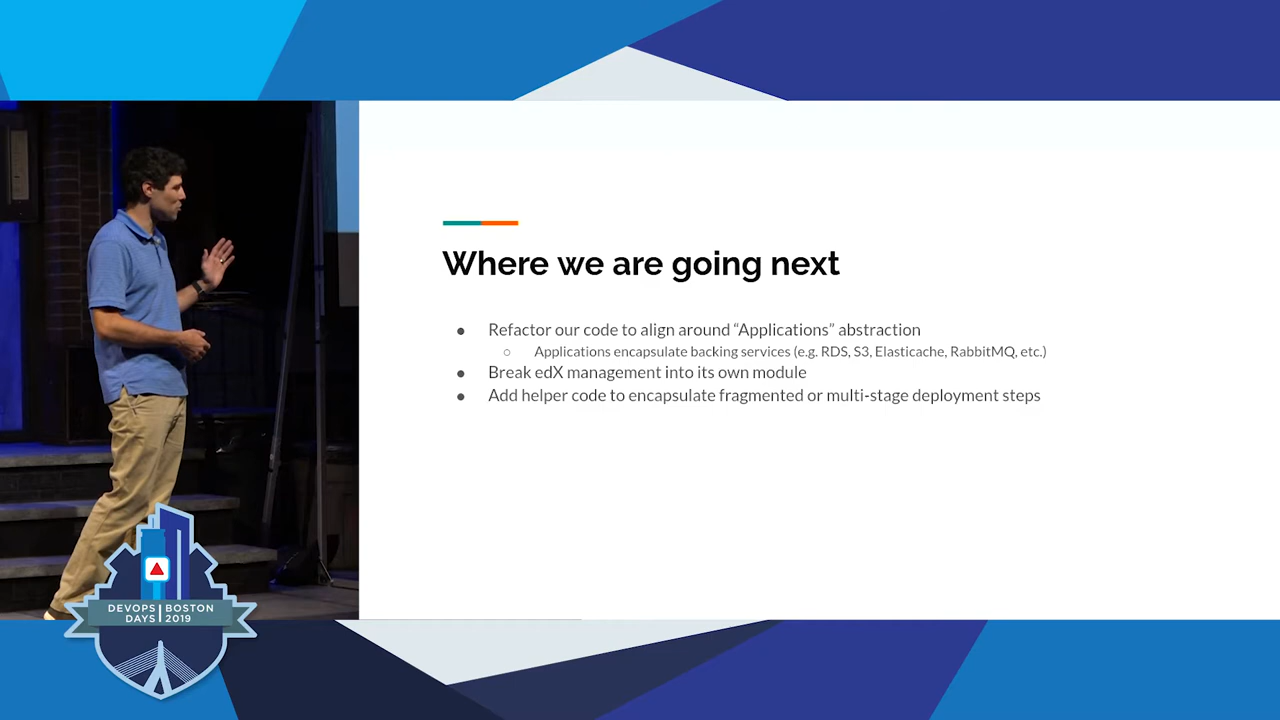 Where we are going next
● Refactor our code to align around “Applications” abstraction
○ Applications encapsulate backing services (e.g. RDS, S3, Elasticache, RabbitMQ, etc.)
● Break edX management into its own module
● Add helper code to encapsulate fragmented or multi-stage deployment steps
DEVOPS BOSTON
DAYS 2019